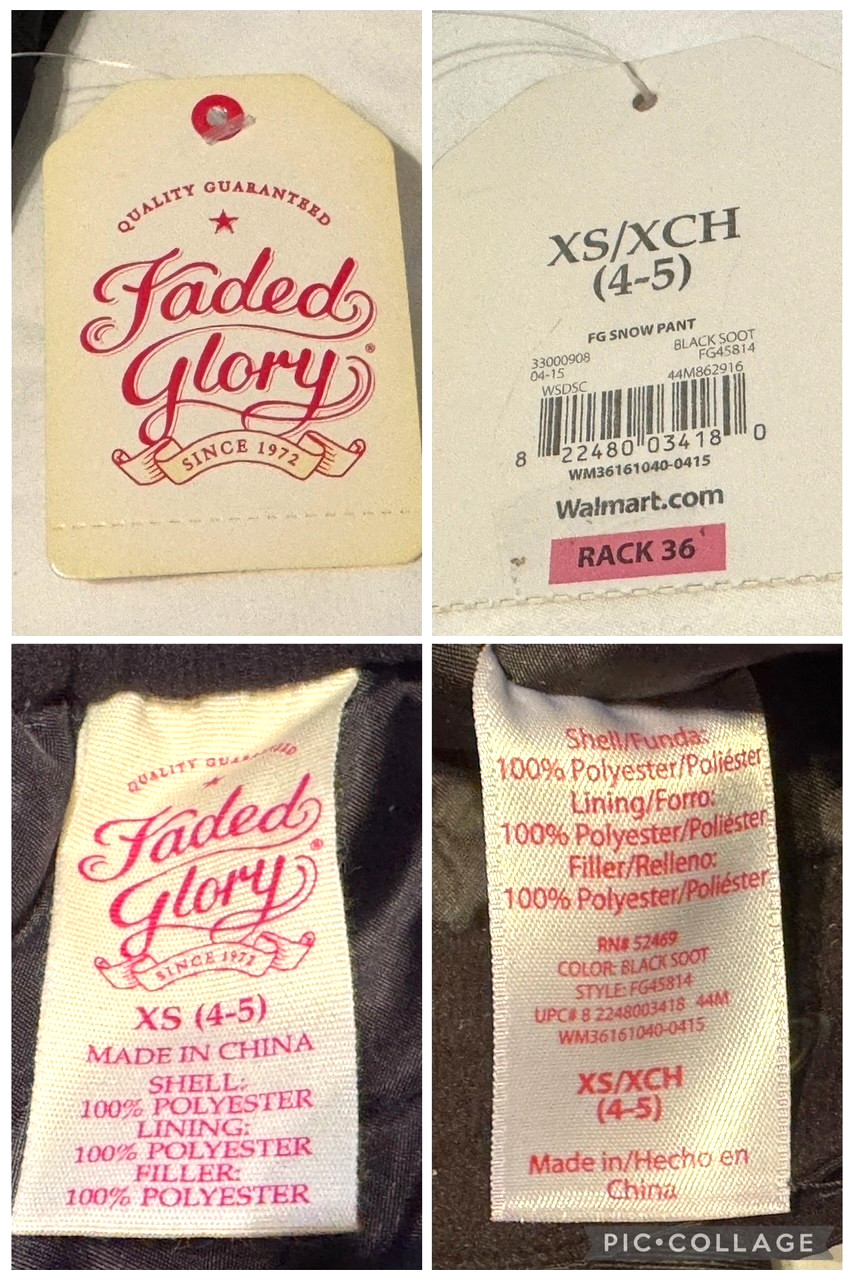 QUALITY GUARANTEED
Faded
Glory®
SINCE 1972
XS/XCH
(4-5)
FG SNOW PANT
33000908 BLACK SOOT
04-15 FG45814
WSDSC 44M862916
8 22480 03418 0
WM36161040-0415
Walmart.com
RACK 36
QUALITY GUARANTEED
Faded
Glory®
SINCE 1972
XS (4-5)
MADE IN CHINA
SHELL:
100% POLYESTER
LINING:
100% POLYESTER
FILLER:
100% POLYESTER
Shell/Funda:
100% Polyester/Poliéster
Lining/Forro:
100% Polyester/Poliéster
Filler/Relleno:
100% Polyester/Poliéster
RN# 52469
COLOR: BLACK SOOT
STYLE: FG45814
UPC# 8 2248003418 44M
WM36161040-0415
XS/XCH
(4-5)
Made in/Hecho en
China
PIC•COLLAGE